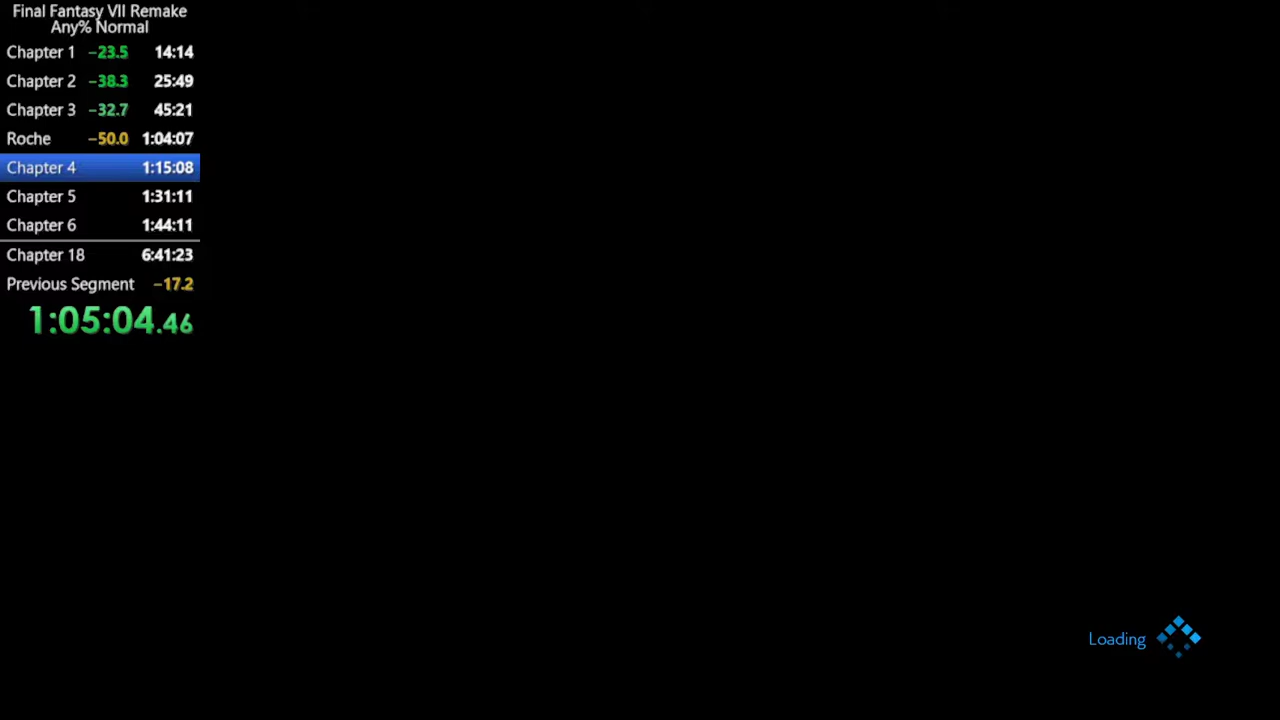 Final Fantasy VII Remake
Any% Normal
Chapter 1 -23.5 14:14
Chapter 2 -38.3 25:49
Chapter 3 -32.7 45:21
Roche -50.0 1:04:07
Chapter 4 1:15:08
Chapter 5 1:31:11
Chapter 6 1:44:11
Chapter 18 6:41:23
Previous Segment -17.2
1:05:04.46
Loading